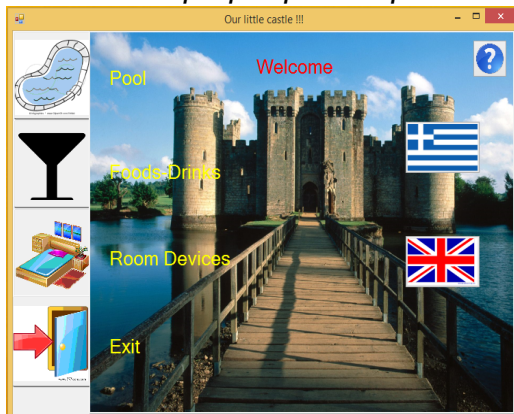 Our little castle !!!
Welcome
Pool
Foods-Drinks
Room Devices
Exit
?